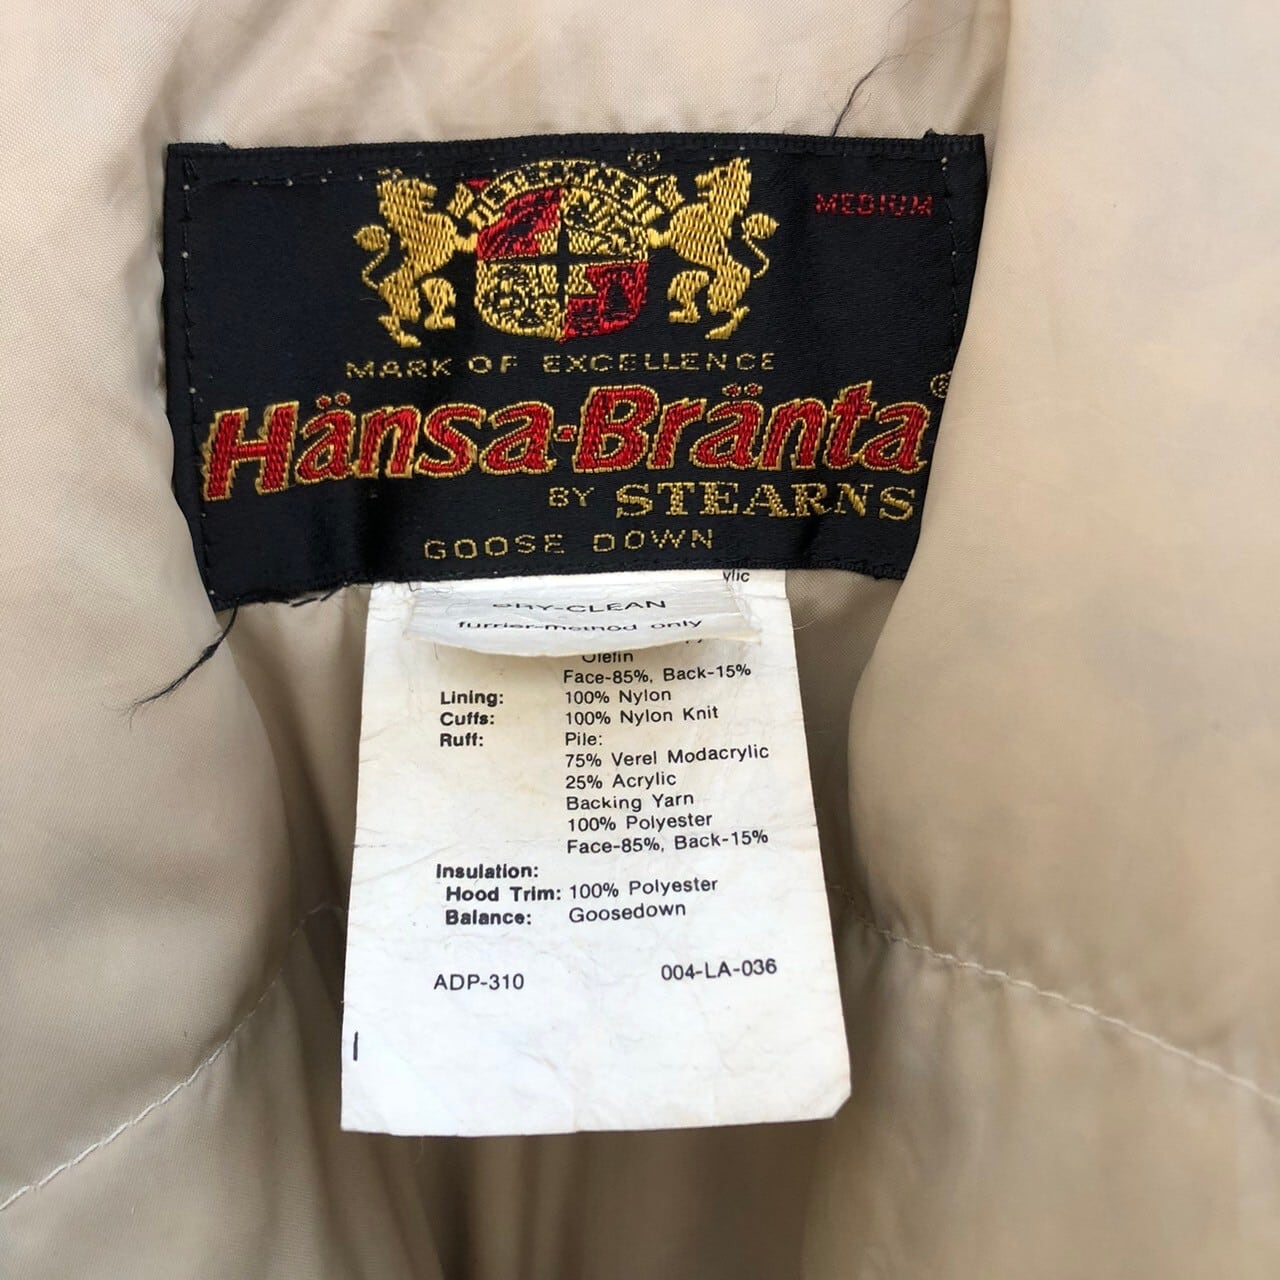 STEARNS
®
MEDIUM
MARK OF EXCELLENCE
Hänsa-Bränta®
BY STEARNS
GOOSE DOWN
DRY-CLEAN
furrier-method only
Olefin
Face-85%, Back-15%
Lining: 100% Nylon
Cuffs: 100% Nylon Knit
Ruff: Pile:
75% Verel Modacrylic
25% Acrylic
Backing Yarn
100% Polyester
Face-85%, Back-15%
Insulation:
Hood Trim: 100% Polyester
Balance: Goosedown
ADP-310 004-LA-036